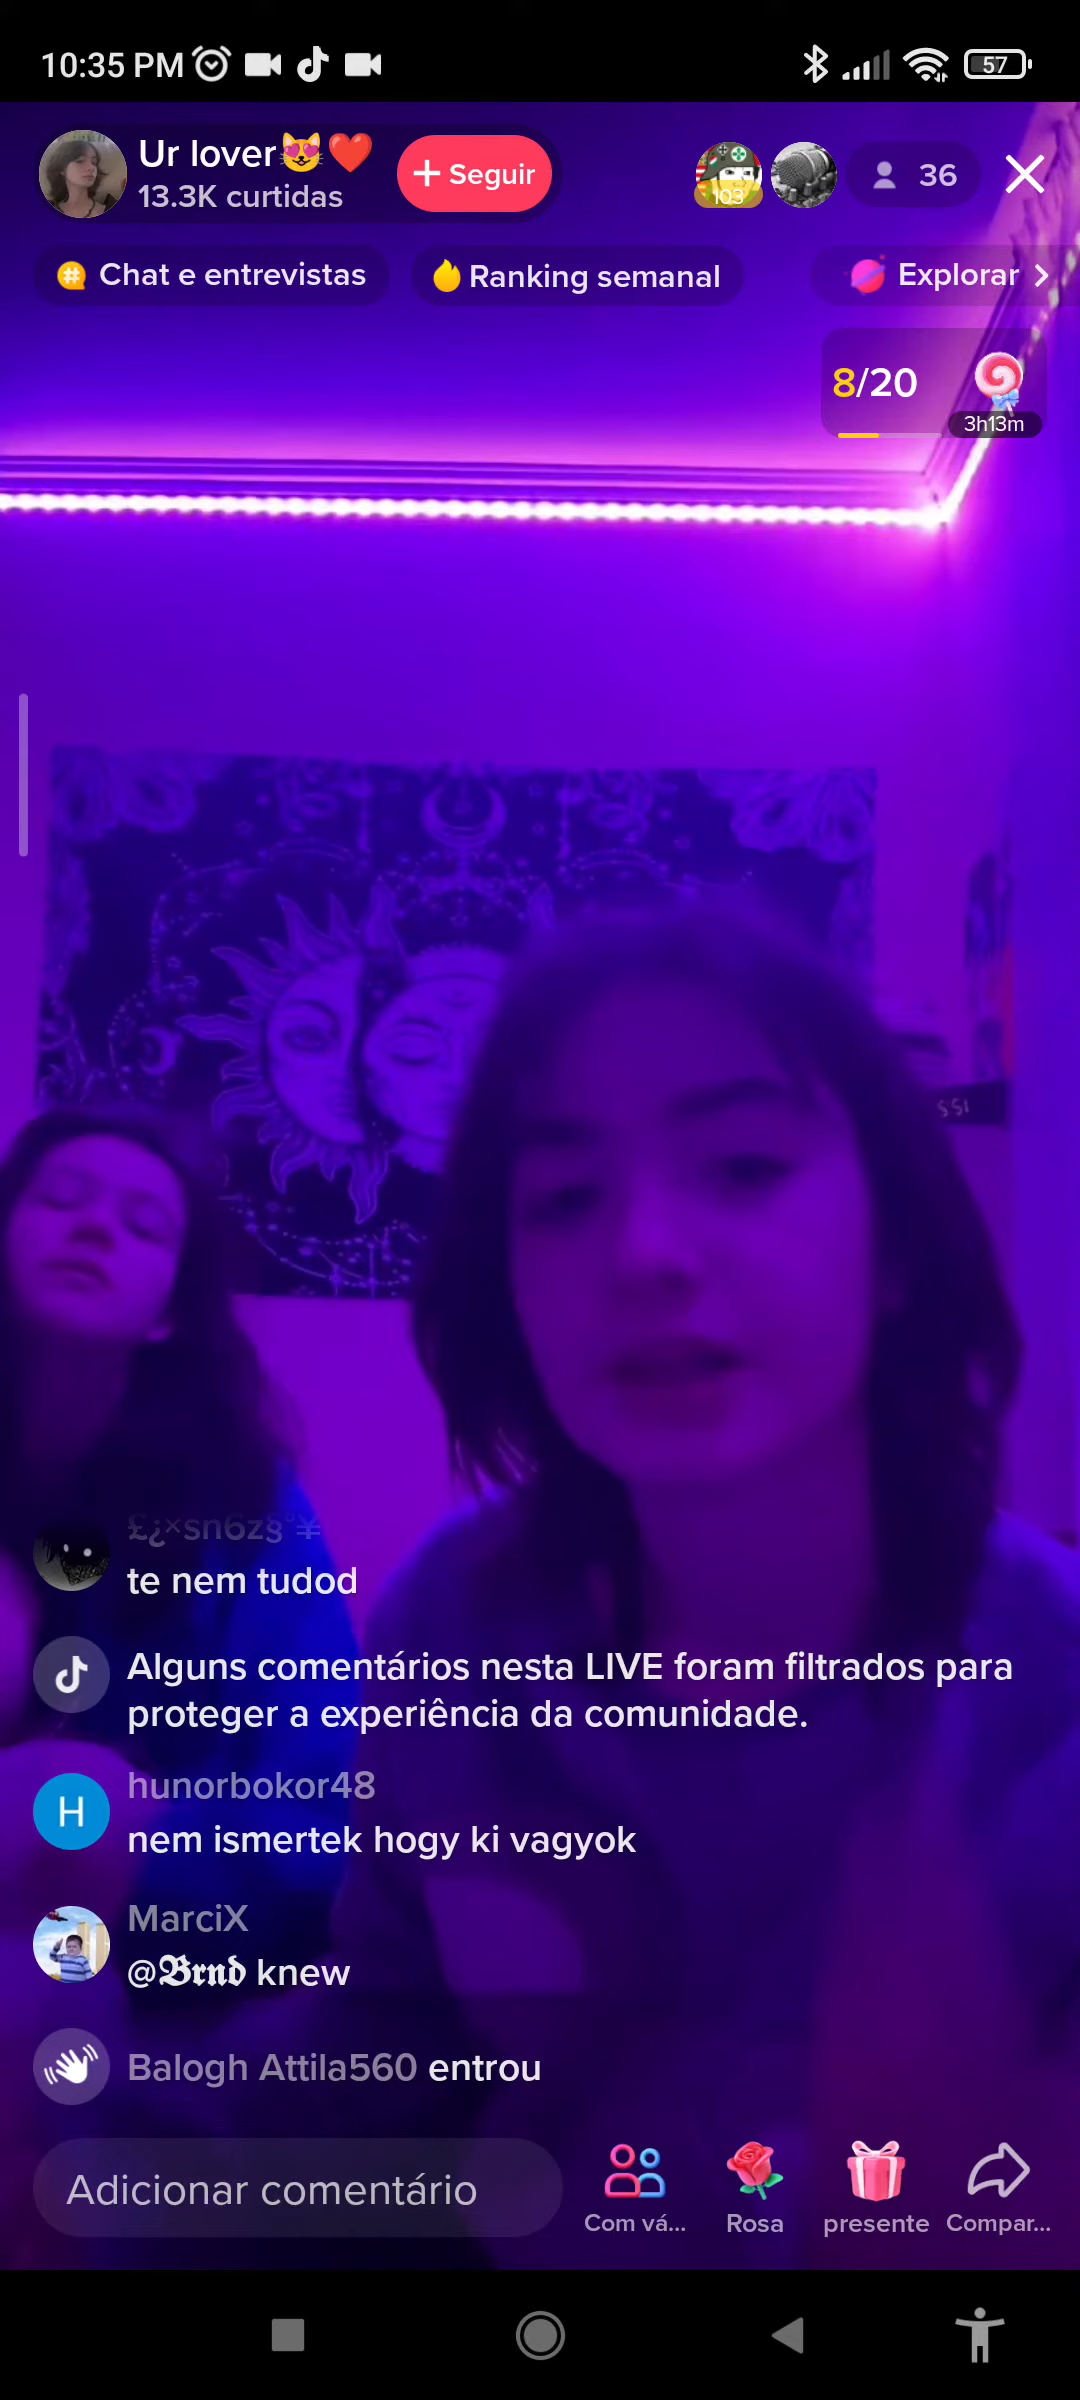 10:35 PM
57
Ur lover😻❤️
13.3K curtidas
+ Seguir
103
36
Chat e entrevistas
Ranking semanal
Explorar
8/20
3h13m
£¿×sn6z§°¥
te nem tudod
Alguns comentários nesta LIVE foram filtrados para
proteger a experiência da comunidade.
H
hunorbokor48
nem ismertek hogy ki vagyok
MarciX
@𝕭𝖗𝖓𝖉 knew
Balogh Attila560 entrou
Adicionar comentário
Com vá...
Rosa
presente
Compar...